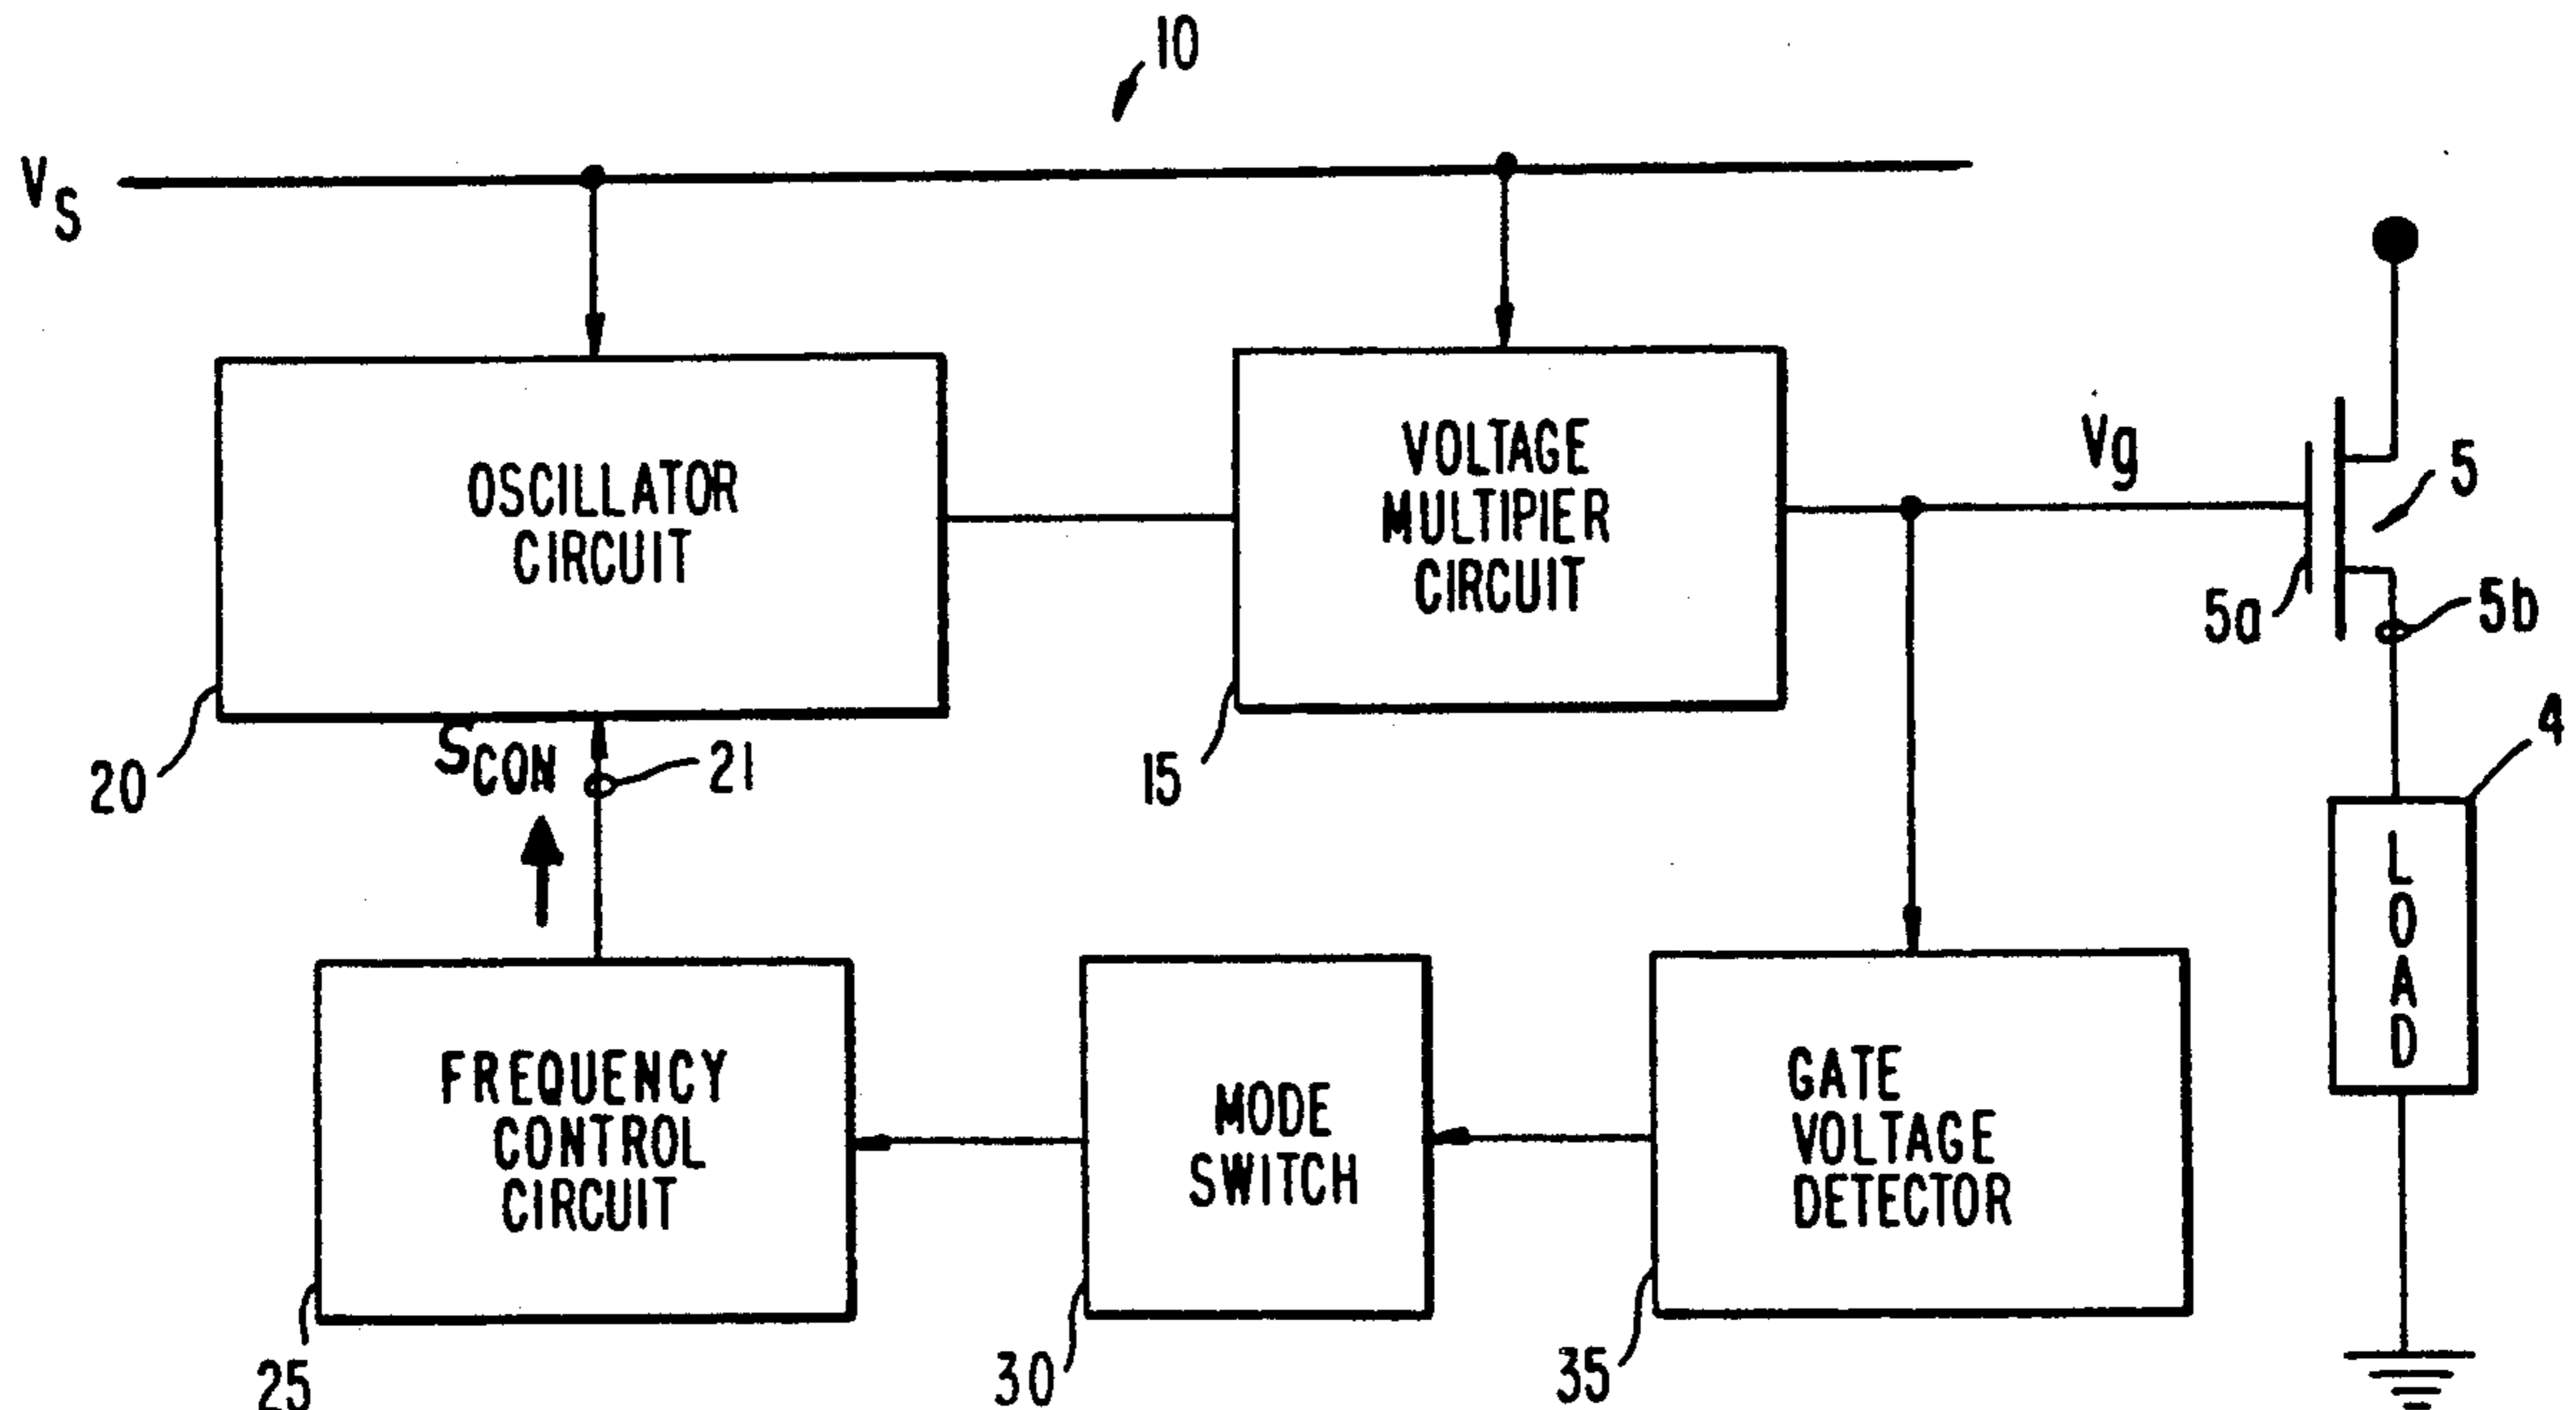 10
VS
OSCILLATOR
CIRCUIT
VOLTAGE
MULTIPIER
CIRCUIT
Vg
5
5a
5b
20
SCON
21
15
4
LOAD
FREQUENCY
CONTROL
CIRCUIT
MODE
SWITCH
GATE
VOLTAGE
DETECTOR
25
30
35